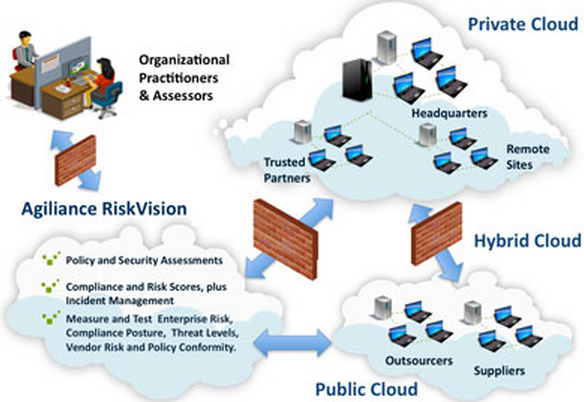 Private Cloud
Organizational
Practitioners
& Assessors
Headquarters
Trusted
Partners
Remote
Sites
Agiliance RiskVision
Hybrid Cloud
Policy and Security Assessments
Compliance and Risk Scores, plus
Incident Management
Measure and Test Enterprise Risk,
Compliance Posture, Threat Levels,
Vendor Risk and Policy Conformity.
Outsourcers
Suppliers
Public Cloud